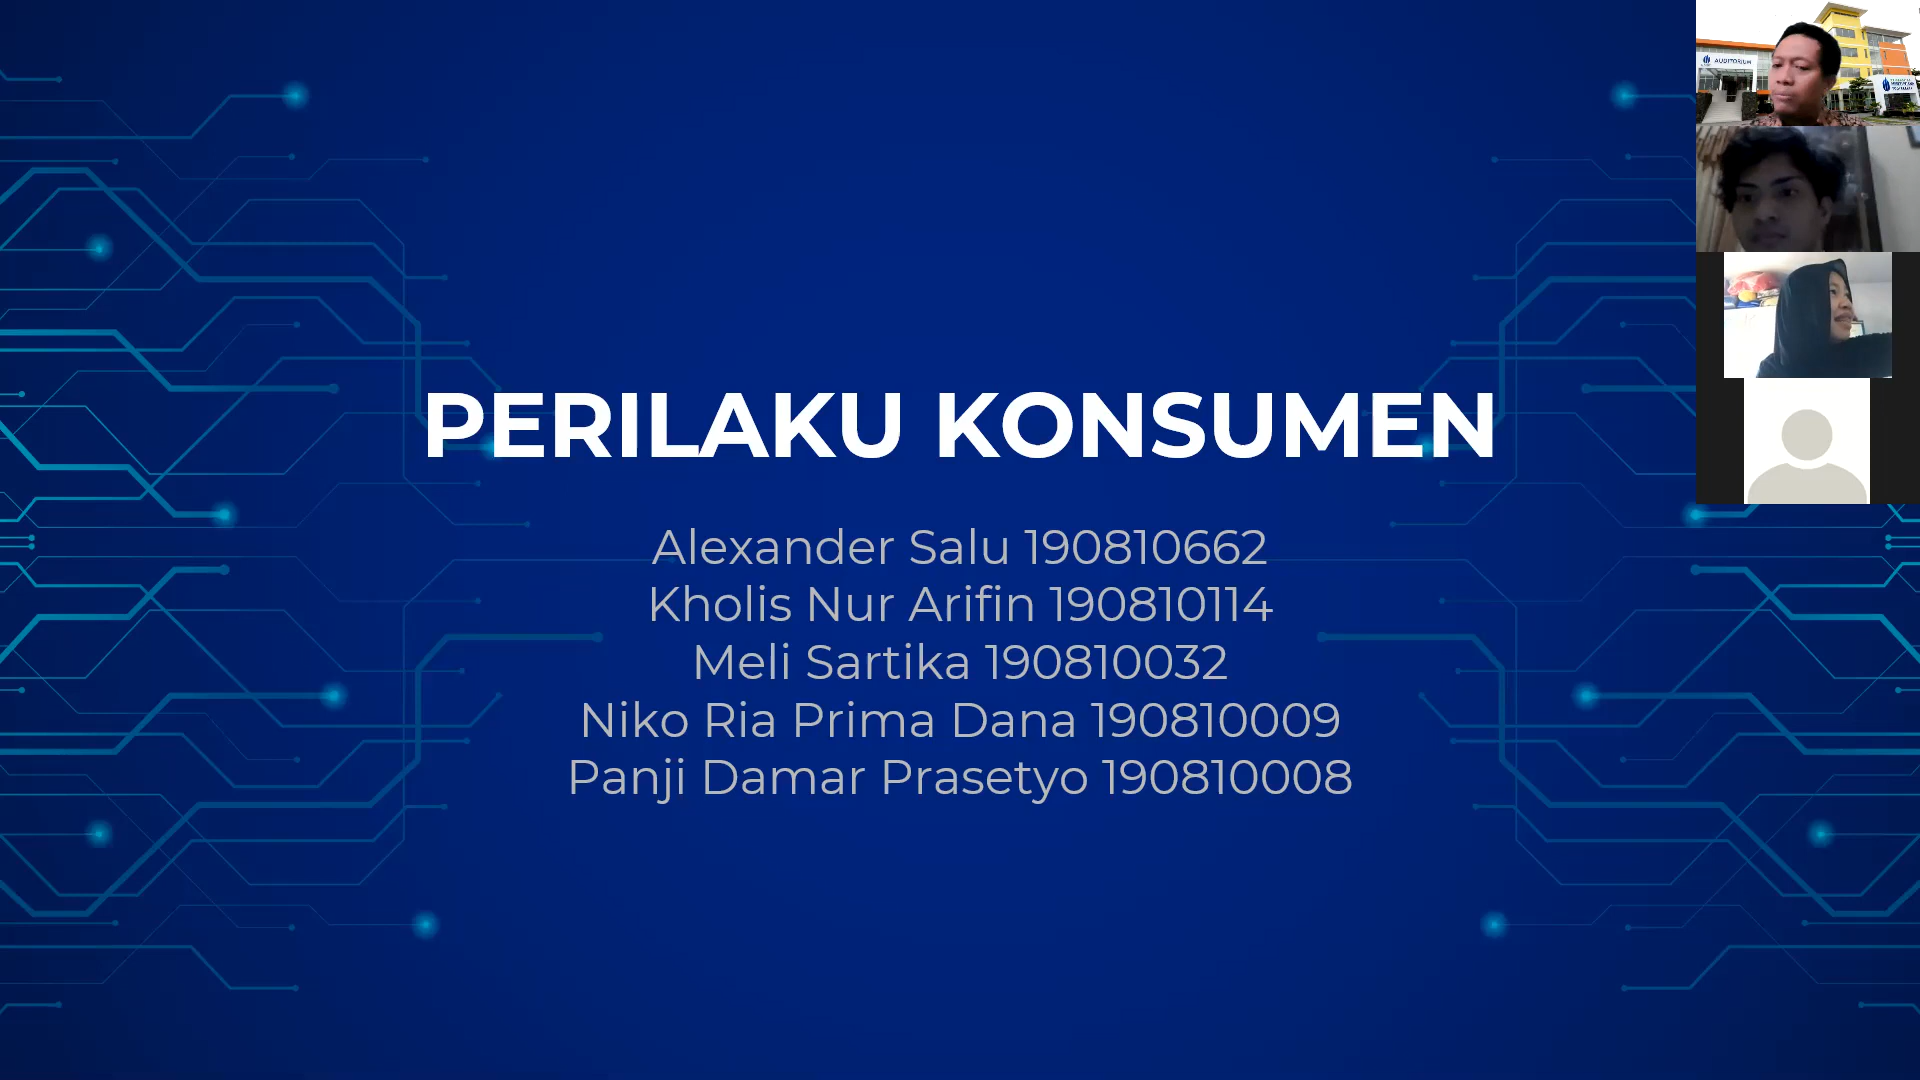 PERILAKU KONSUMEN
Alexander Salu 190810662
Kholis Nur Arifin 190810114
Meli Sartika 190810032
Niko Ria Prima Dana 190810009
Panji Damar Prasetyo 190810008
AUDITORIUM